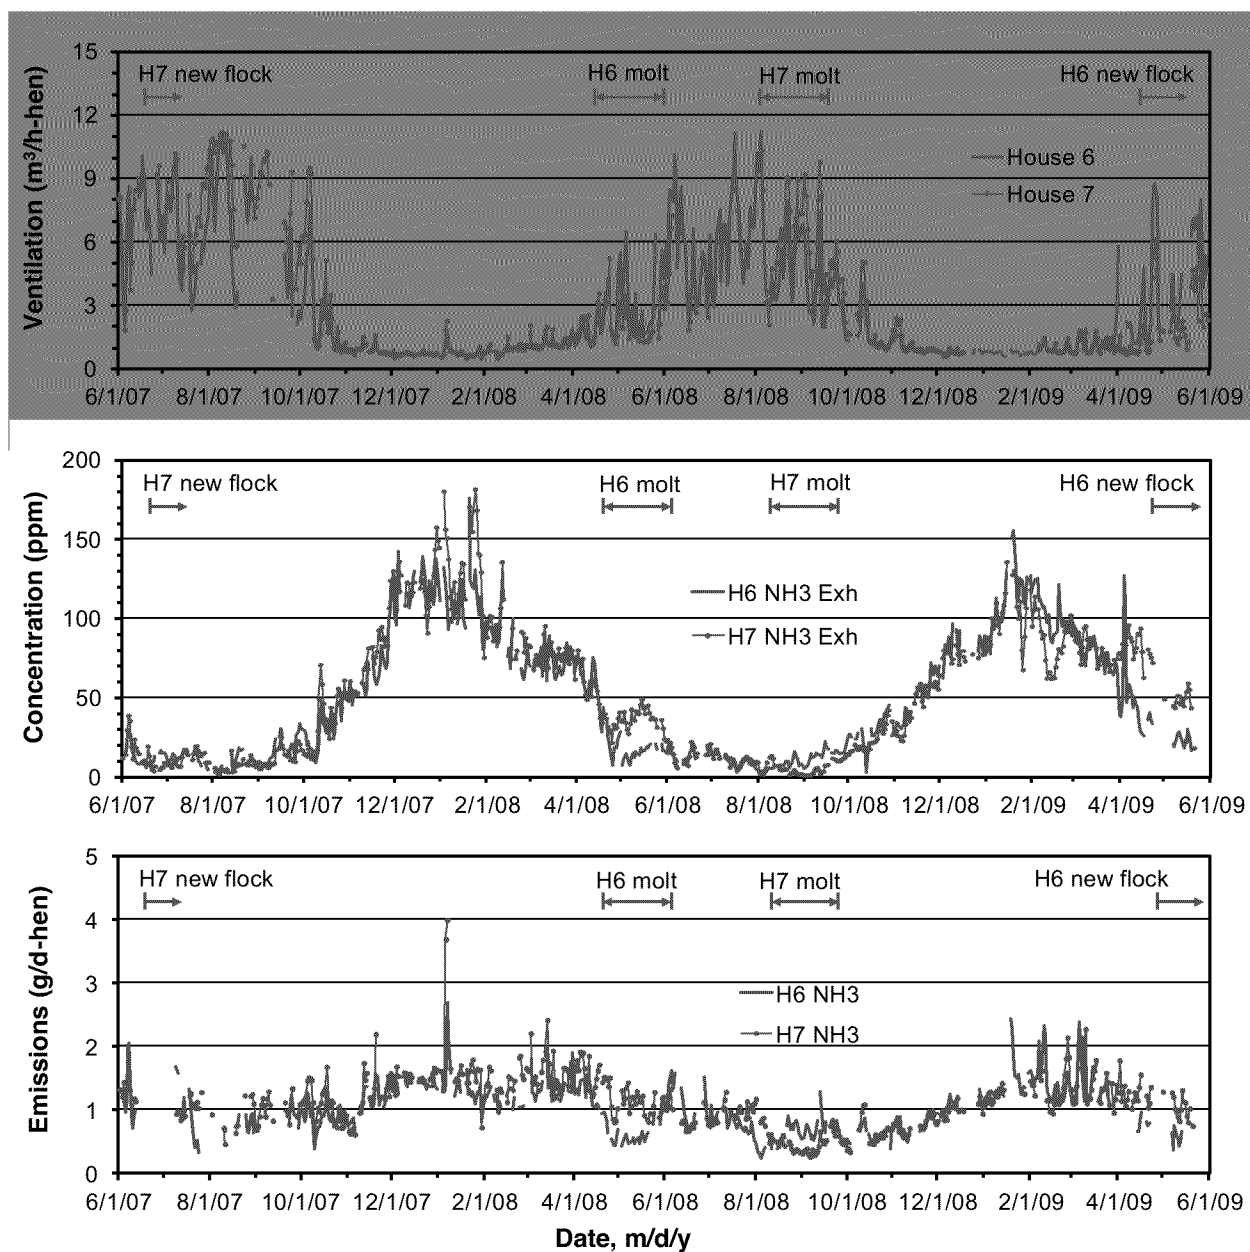 Ventilation (m³/h-hen)
15
12
9
6
3
0
H7 new flock
H6 molt
H7 molt
H6 new flock
House 6
House 7
6/1/07 8/1/07 10/1/07 12/1/07 2/1/08 4/1/08 6/1/08 8/1/08 10/1/08 12/1/08 2/1/09 4/1/09 6/1/09
Concentration (ppm)
200
150
100
50
0
H7 new flock
H6 molt
H7 molt
H6 new flock
H6 NH3 Exh
H7 NH3 Exh
6/1/07 8/1/07 10/1/07 12/1/07 2/1/08 4/1/08 6/1/08 8/1/08 10/1/08 12/1/08 2/1/09 4/1/09 6/1/09
Emissions (g/d-hen)
5
4
3
2
1
0
H7 new flock
H6 molt
H7 molt
H6 new flock
H6 NH3
H7 NH3
6/1/07 8/1/07 10/1/07 12/1/07 2/1/08 4/1/08 6/1/08 8/1/08 10/1/08 12/1/08 2/1/09 4/1/09 6/1/09
Date, m/d/y